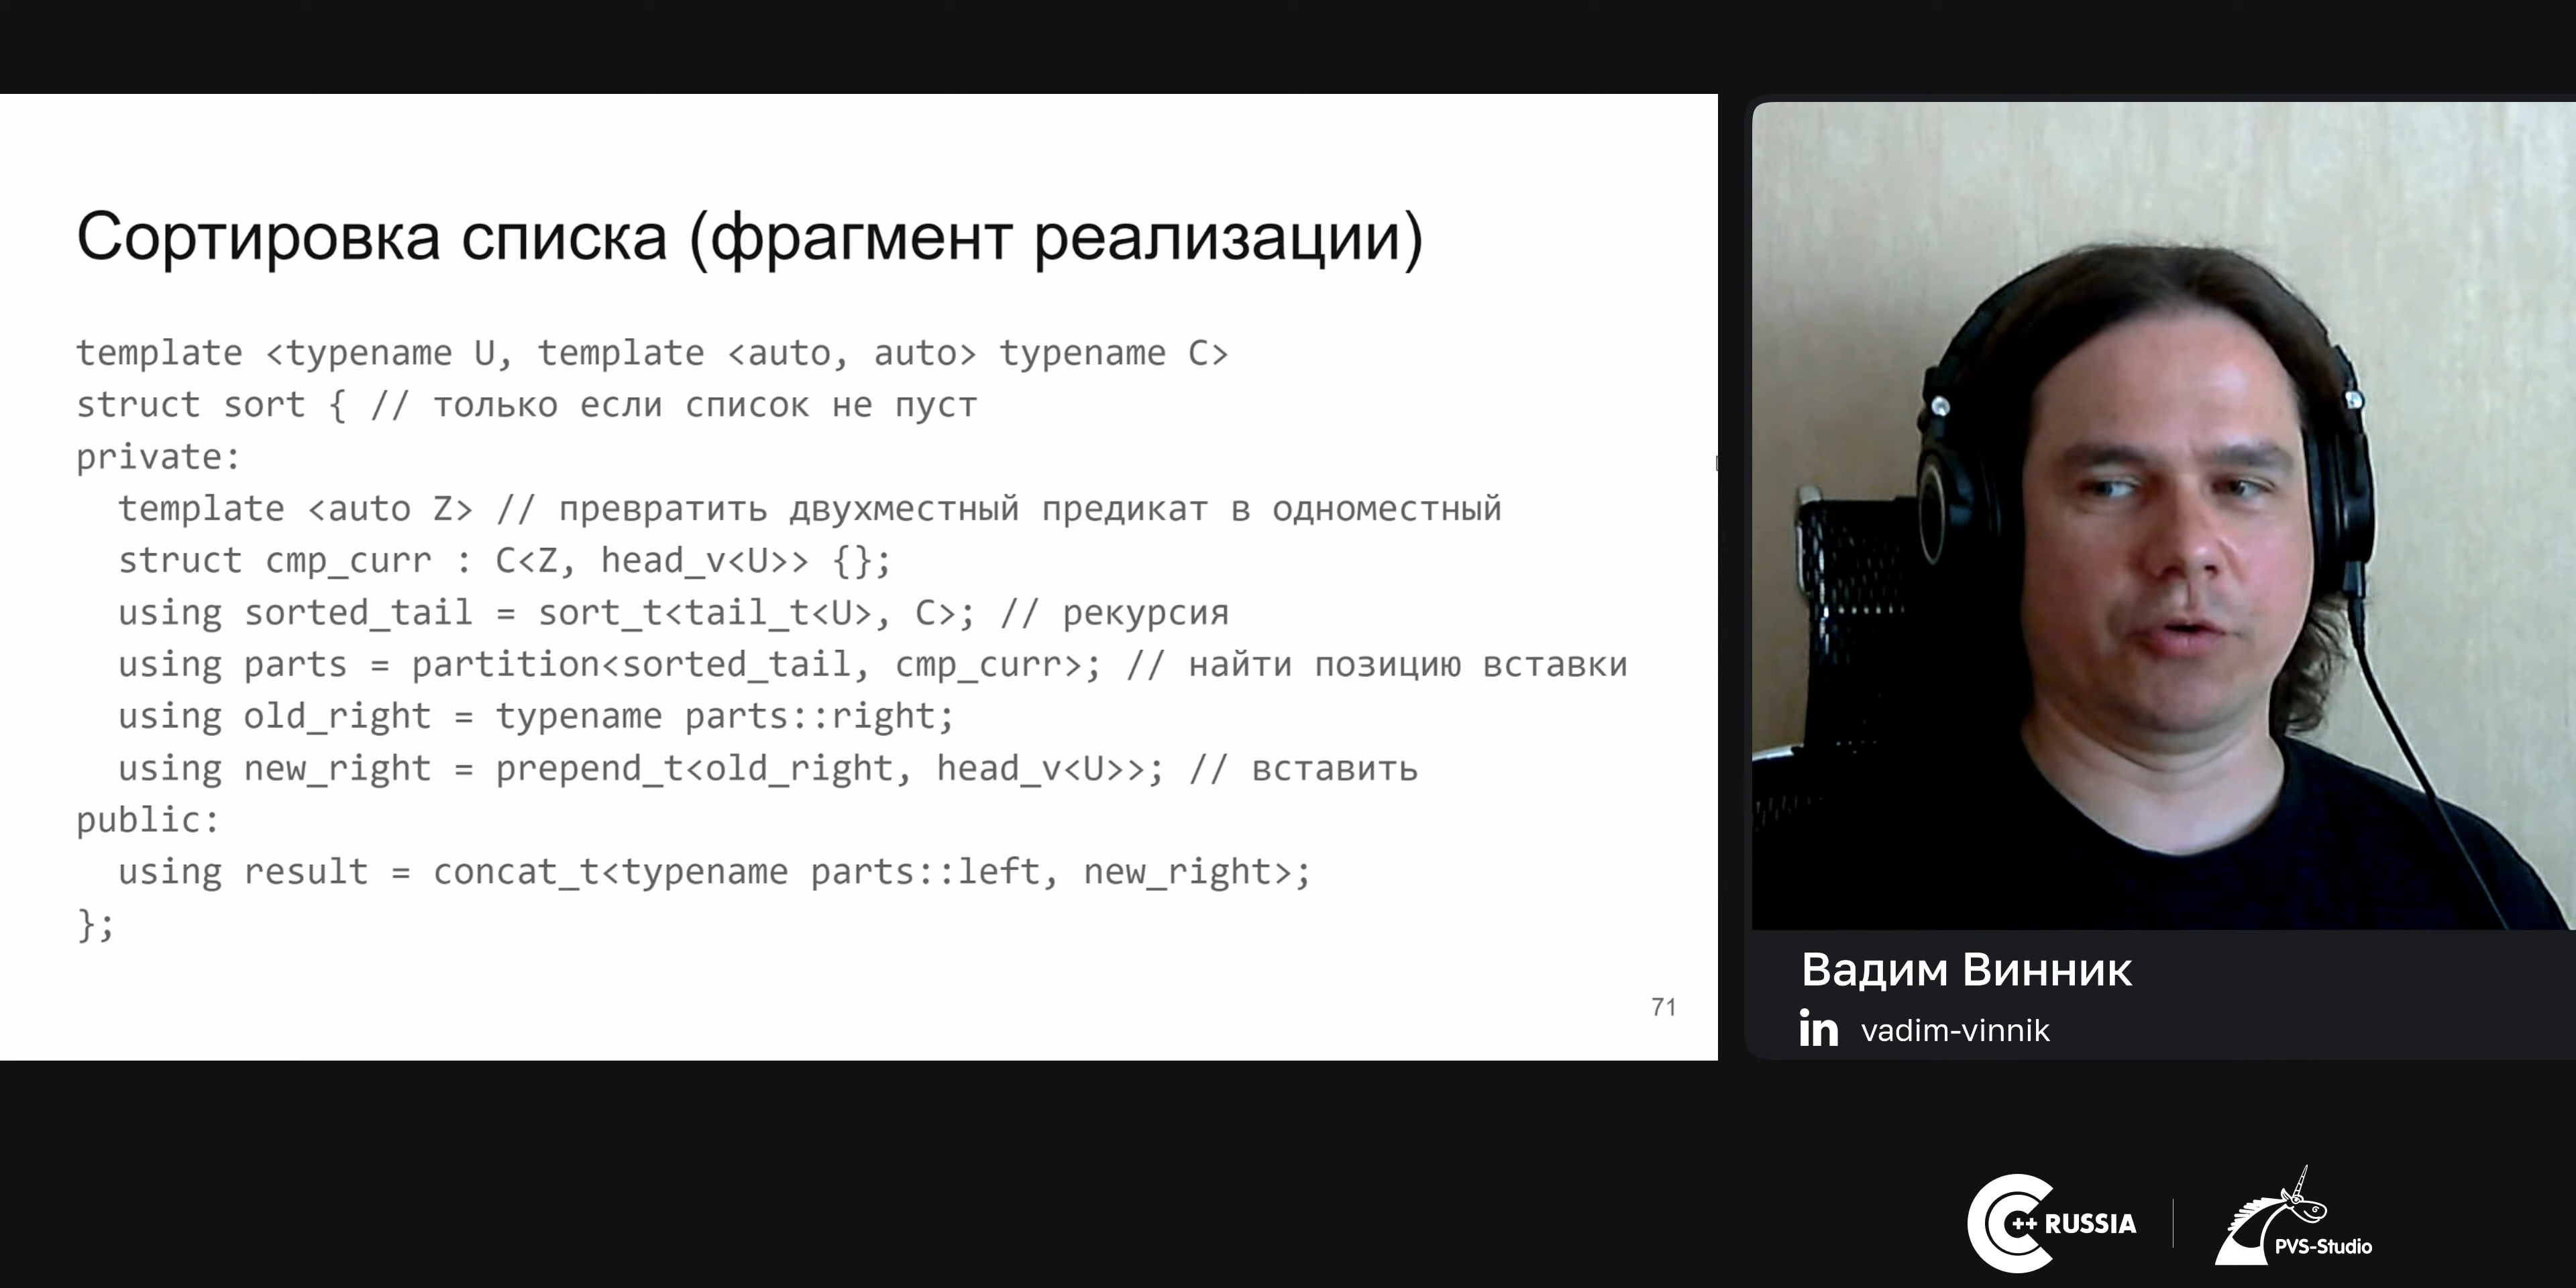 Сортировка списка (фрагмент реализации)
template <typename U, template <auto, auto> typename C>
struct sort { // только если список не пуст
private:
  template <auto Z> // превратить двухместный предикат в одноместный
  struct cmp_curr : C<Z, head_v<U>> {};
  using sorted_tail = sort_t<tail_t<U>, C>; // рекурсия
  using parts = partition<sorted_tail, cmp_curr>; // найти позицию вставки
  using old_right = typename parts::right;
  using new_right = prepend_t<old_right, head_v<U>>; // вставить
public:
  using result = concat_t<typename parts::left, new_right>;
};
71
Вадим Винник
in vadim-vinnik
C++ RUSSIA
PVS-Studio